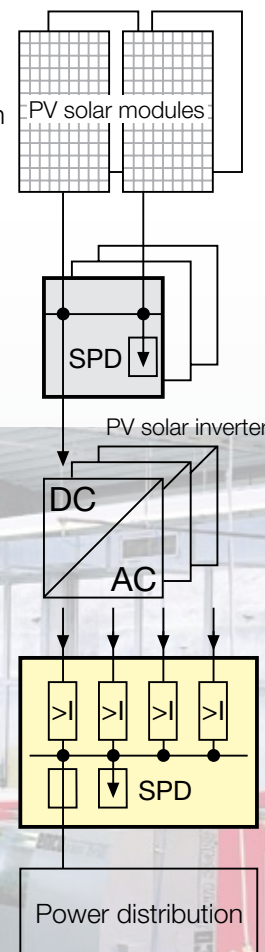 n
PV solar modules
SPD
PV solar inverter
DC
AC
>I >I >I >I
SPD
Power distribution